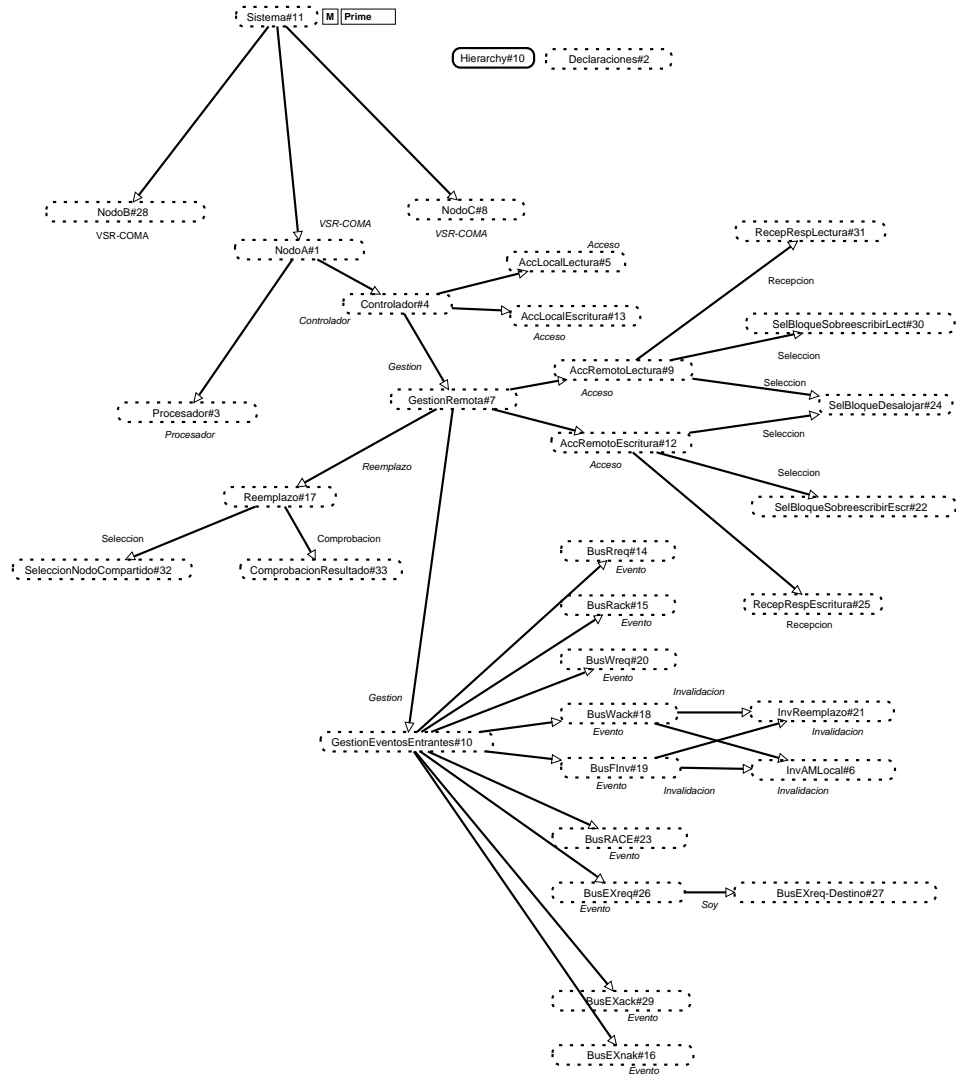 Sistema#11
M Prime
Hierarchy#10
Declaraciones#2
NodoB#28
VSR-COMA
NodoC#8
VSR-COMA
VSR-COMA
NodoA#1
RecepRespLectura#31
Acceso
AccLocalLectura#5
Recepcion
Controlador#4
Controlador
AccLocalEscritura#13
Acceso
SelBloqueSobreescribirLect#30
Seleccion
Gestion
AccRemotoLectura#9
Acceso
Seleccion
GestionRemota#7
SelBloqueDesalojar#24
Procesador#3
Procesador
AccRemotoEscritura#12
Acceso
Seleccion
Reemplazo
Seleccion
Reemplazo#17
SelBloqueSobreescribirEscr#22
Seleccion
Comprobacion
SeleccionNodoCompartido#32
ComprobacionResultado#33
BusRreq#14
Evento
BusRack#15
Evento
RecepRespEscritura#25
Recepcion
BusWreq#20
Evento
Gestion
Invalidacion
BusWack#18
Evento
InvReemplazo#21
Invalidacion
GestionEventosEntrantes#10
BusFInv#19
Evento
Invalidacion
InvAMLocal#6
Invalidacion
BusRACE#23
Evento
BusEXreq#26
Evento
Soy
BusEXreq-Destino#27
BusEXack#29
Evento
BusEXnak#16
Evento